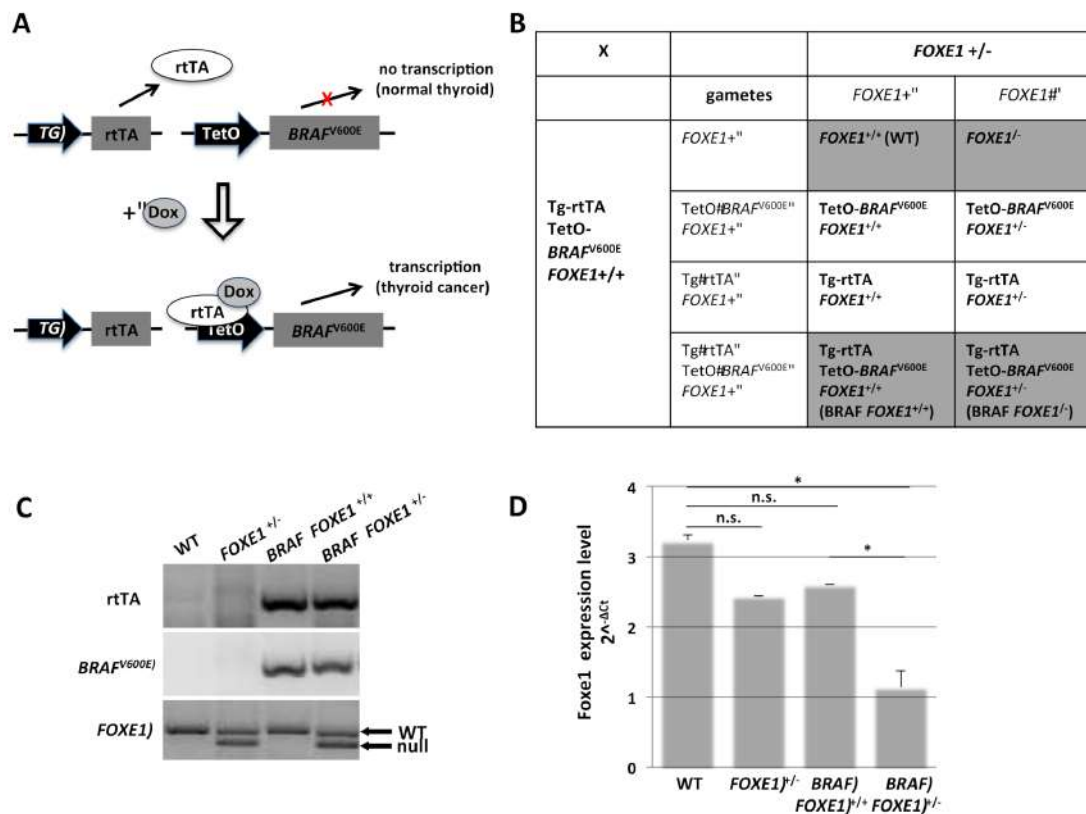 A
rtTA
no transcription
(normal thyroid)
X
TG)
rtTA
TetO
BRAFV600E
+"
Dox
transcription
(thyroid cancer)
Dox
rtTA
TG)
rtTA
TetO
BRAFV600E
B
X
FOXE1 +/-
gametes
FOXE1+"
FOXE1#'
Tg-rtTA
TetO-
BRAFV600E
FOXE1+/+
FOXE1+"
FOXE1+/+ (WT)
FOXE1/-
TetO#BRAFV600E"
FOXE1+"
TetO-BRAFV600E
FOXE1+/+
TetO-BRAFV600E
FOXE1+/-
Tg#rtTA"
FOXE1+"
Tg-rtTA
FOXE1+/+
Tg-rtTA
FOXE1+/-
Tg#rtTA"
TetO#BRAFV600E"
FOXE1+"
Tg-rtTA
TetO-BRAFV600E
FOXE1+/+
(BRAF FOXE1+/+)
Tg-rtTA
TetO-BRAFV600E
FOXE1+/-
(BRAF FOXE1/-)
C
WT
FOXE1+/-
BRAF FOXE1+/+
BRAF FOXE1+/-
rtTA
BRAFV600E)
FOXE1)
WT
null
D
Foxe1 expression level
2^-ΔCt
4
3
2
1
0
*
n.s.
n.s.
*
WT
FOXE1)+/-
BRAF)
FOXE1)+/+
BRAF)
FOXE1)+/-